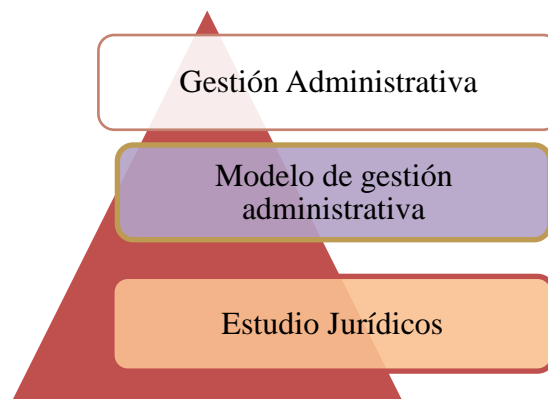 Gestión Administrativa
Modelo de gestión
administrativa
Estudio Jurídicos